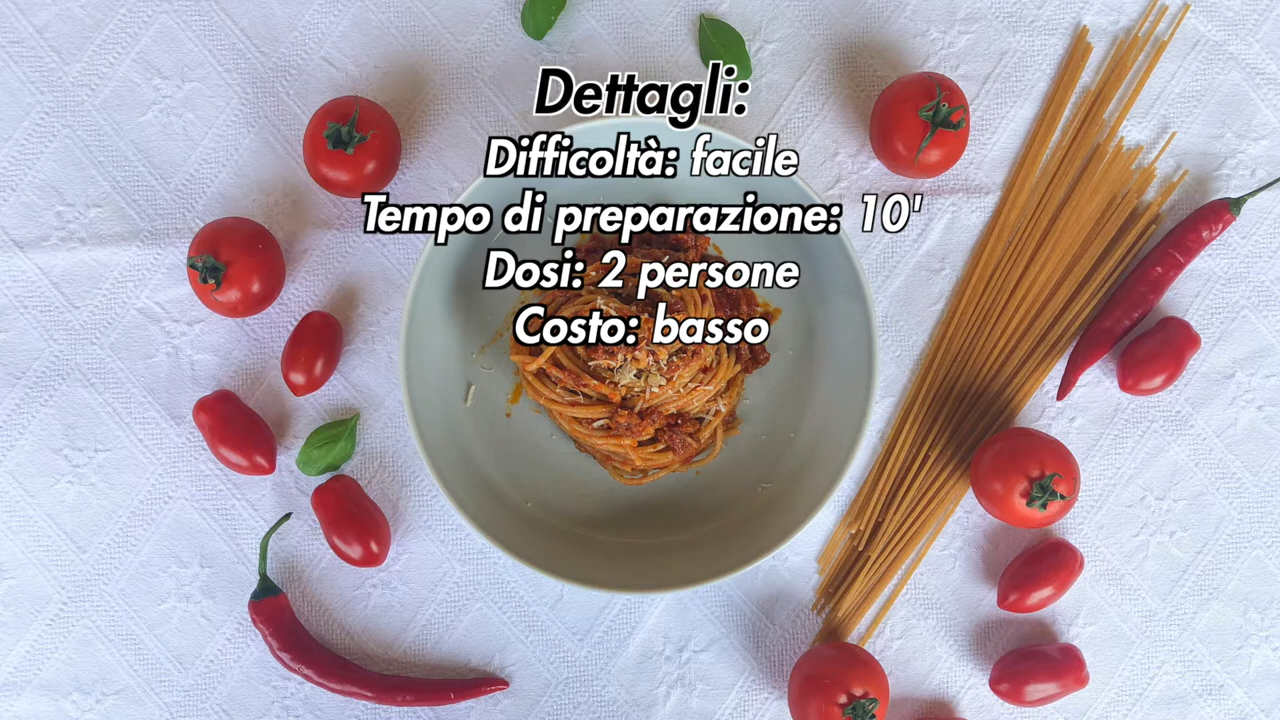 Dettagli:
Difficoltà: facile
Tempo di preparazione: 10'
Dosi: 2 persone
Costo: basso